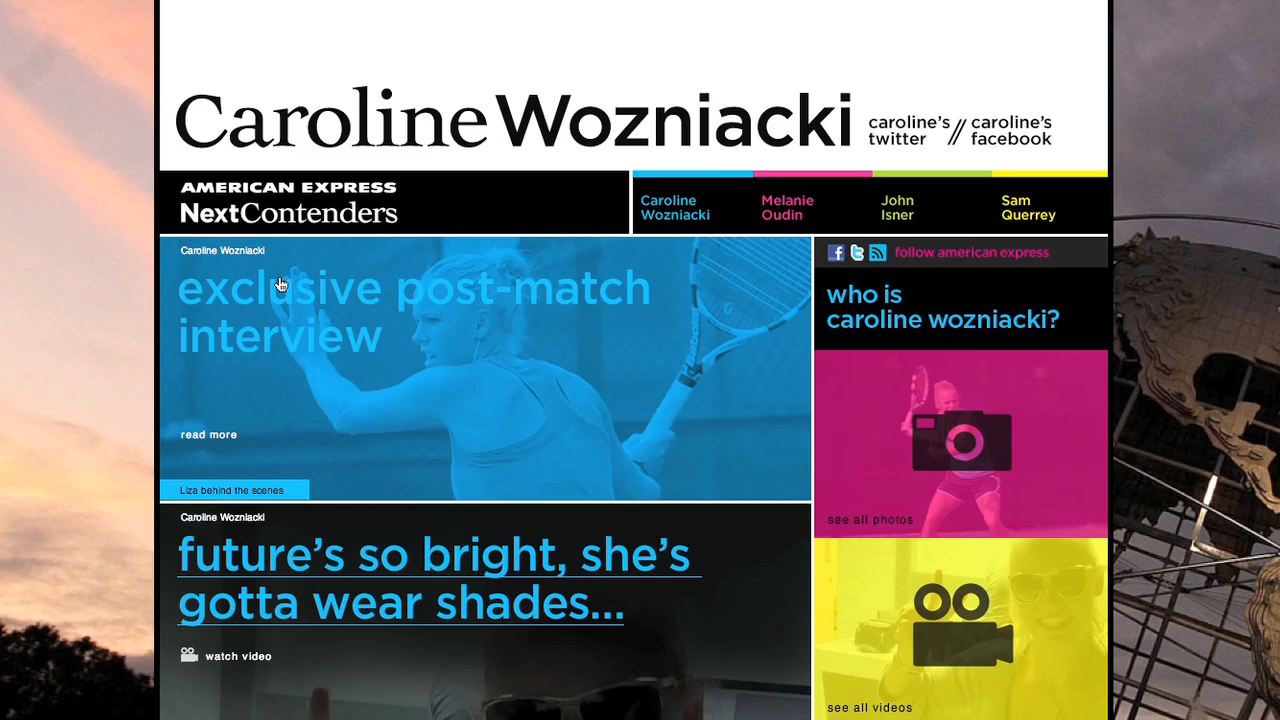 Caroline Wozniacki
caroline's
twitter
//
caroline's
facebook
AMERICAN EXPRESS
NextContenders
Caroline
Wozniacki
Melanie
Oudin
John
Isner
Sam
Querrey
Caroline Wozniacki
exclusive post-match
interview
read more
Liza behind the scenes
follow american express
who is
caroline wozniacki?
see all photos
Caroline Wozniacki
future's so bright, she's
gotta wear shades...
watch video
see all videos